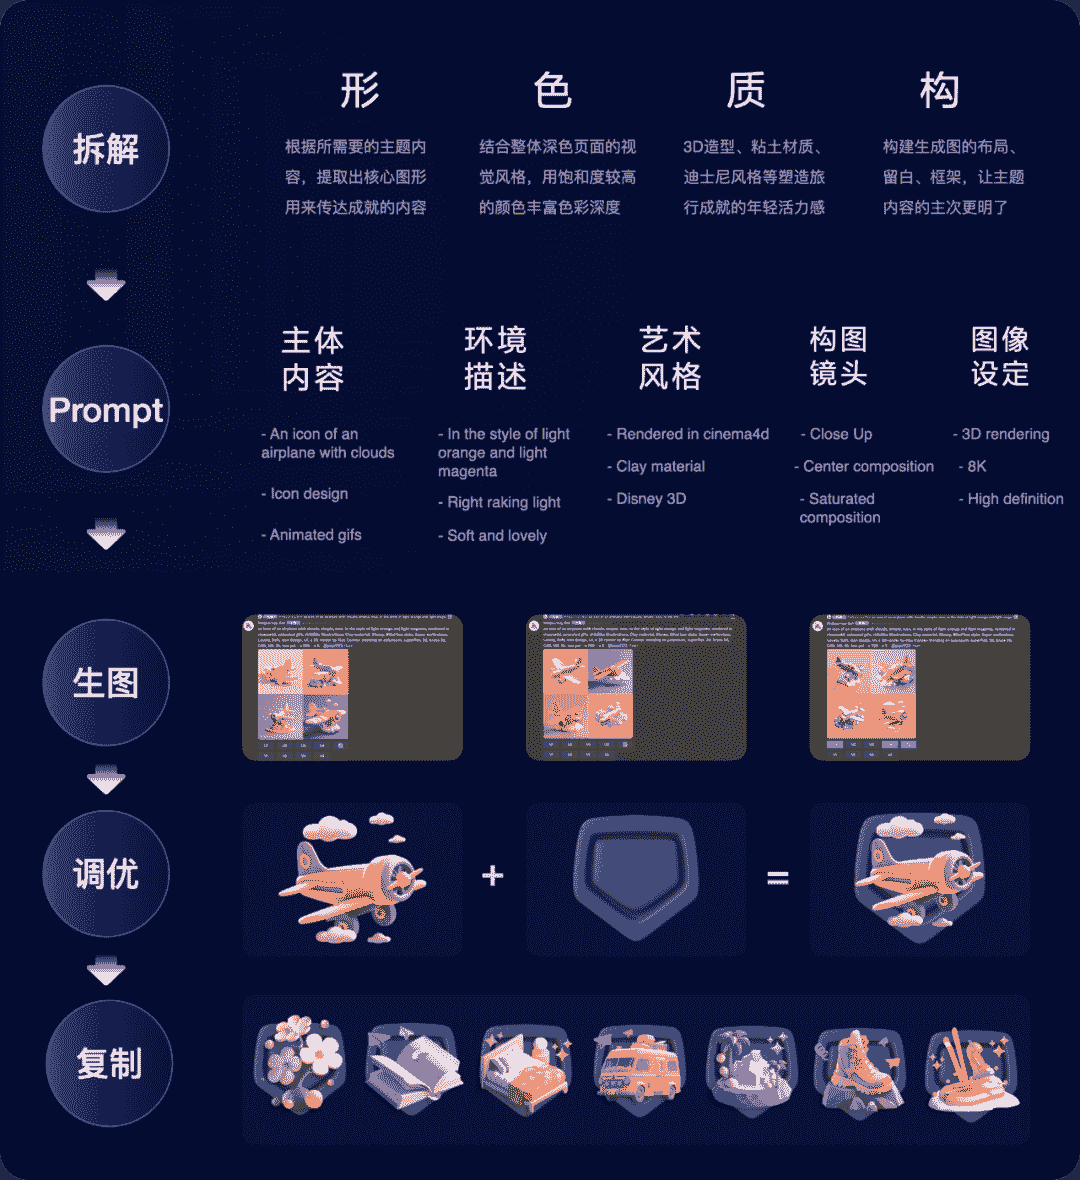 拆解
形
根据所需要的主题内
容，提取出核心图形
用来传达成就的内容
色
结合整体深色页面的视
觉风格，用饱和度较高
的颜色丰富色彩深度
质
3D造型、粘土材质、
迪士尼风格等塑造旅
行成就的年轻活力感
构
构建生成图的布局、
留白、框架，让主题
内容的主次更明了
Prompt
主体
内容
- An icon of an
airplane with clouds
- Icon design
- Animated gifs
环境
描述
- In the style of light
orange and light
magenta
- Right raking light
- Soft and lovely
艺术
风格
- Rendered in cinema4d
- Clay material
- Disney 3D
构图
镜头
- Close Up
- Center composition
- Saturated
composition
图像
设定
- 3D rendering
- 8K
- High definition
生图
调优
+
=
复制